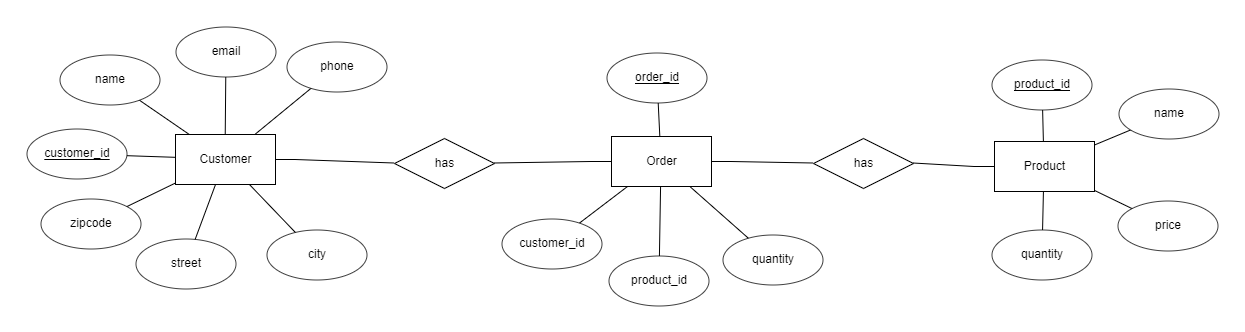 email
phone
name
order_id
product_id
name
customer_id
Customer
has
Order
has
Product
zipcode
street
city
customer_id
product_id
quantity
quantity
price